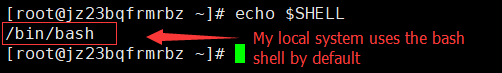 [root@jz23bqfrmrbz ~]# echo $SHELL
/bin/bash
[root@jz23bqfrmrbz ~]#
My local system uses the bash
shell by default